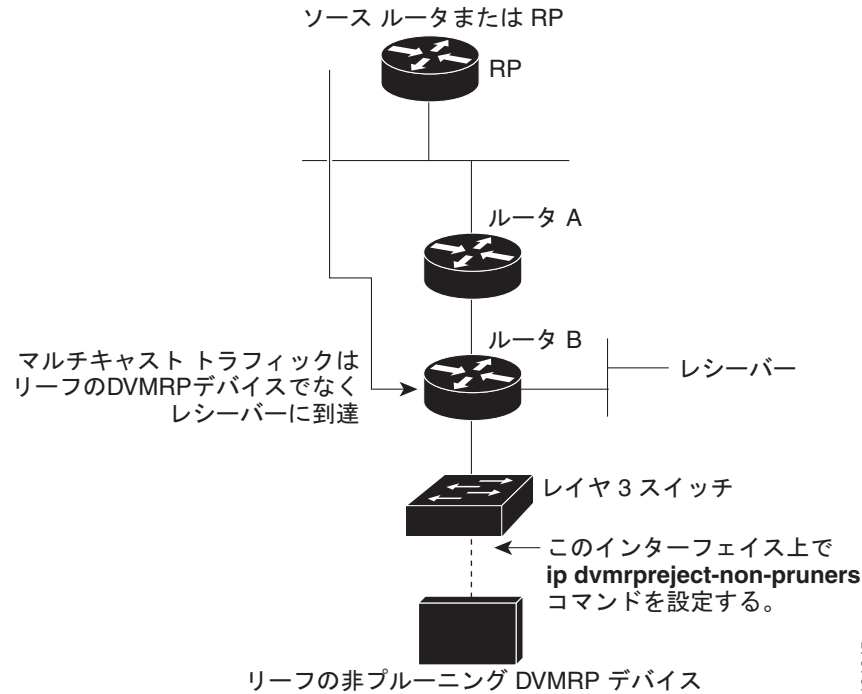 ソース ルータまたは RP
RP
ルータ A
ルータ B
マルチキャスト トラフィックは
リーフのDVMRPデバイスでなく
レシーバーに到達
レシーバー
レイヤ 3 スイッチ
このインターフェイス上で
ip dvmrpreject-non-pruners
コマンドを設定する。
リーフの非プルーニング DVMRP デバイス